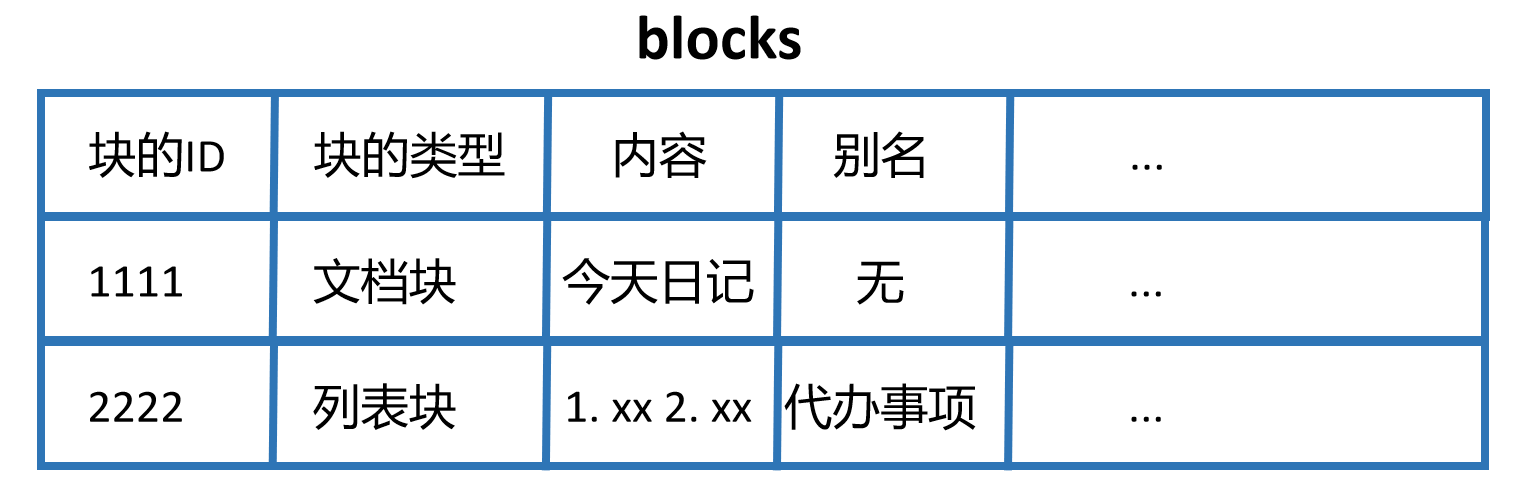 blocks
块的ID 块的类型 内容 别名 ...
1111 文档块 今天日记 无 ...
2222 列表块 1. xx 2. xx 代办事项 ...